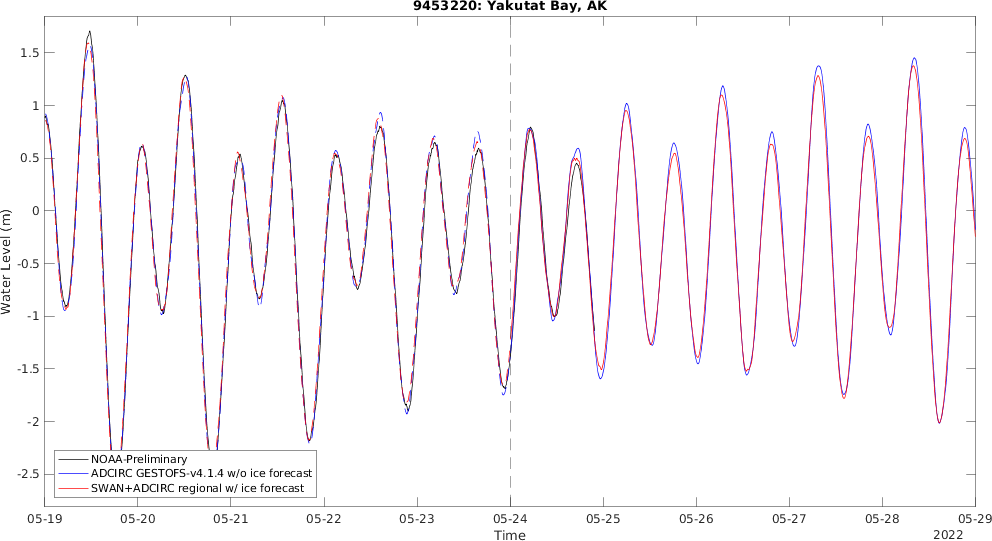 9453220: Yakutat Bay, AK
Water Level (m)
1.5
1
0.5
0
-0.5
-1
-1.5
-2
-2.5
NOAA-Preliminary
ADCIRC GESTOFS-v4.1.4 w/o ice forecast
SWAN+ADCIRC regional w/ ice forecast
05-19 05-20 05-21 05-22 05-23 05-24 05-25 05-26 05-27 05-28 05-29
Time
2022